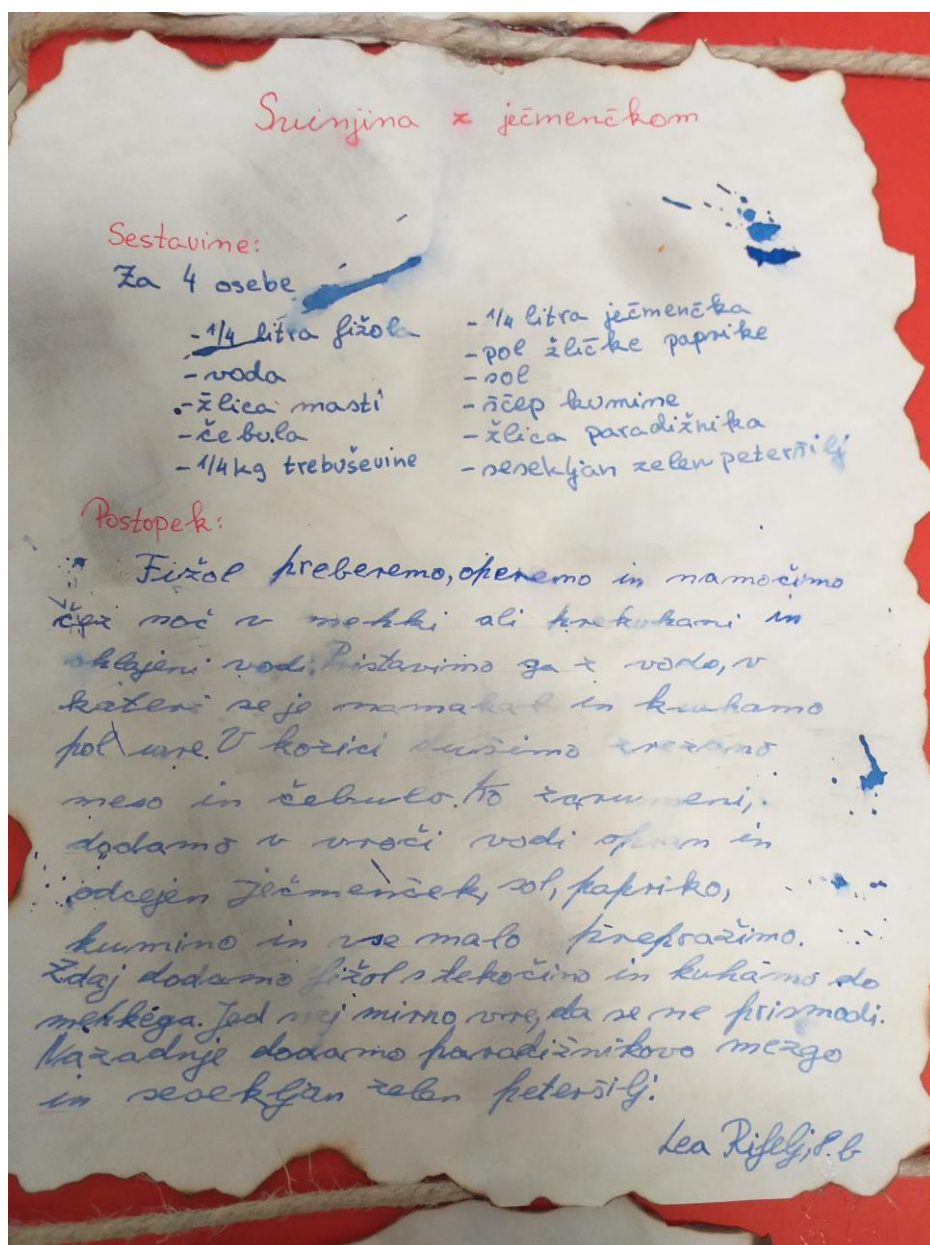 Svinjina z ječmenčkom
Sestavine:
Za 4 osebe
- 1/4 litra fižola
- voda
- žlica masti
- čebula
- 1/4 kg trebuševine
- 1/4 litra ječmenčka
- pol žličke paprike
- sol
- ščep kumine
- žlica paradižnika
- sesekljan zelen peteršilj
Postopek:
Fižol preberemo, operemo in namočimo
čez noč v mehki ali prekuhani in
ohlajeni vodi. Pristavimo ga z vodo, v
kateri se je namakal in kuhamo
pol ure. V kozici dušimo zrezano
meso in čebulo. Ko zarumeni,
dodamo v vroči vodi opran in
odcejen ječmenček, sol, papriko,
kumino in vse malo prepražimo.
Zdaj dodamo fižol s tekočino in kuhamo do
mehkega. Jed naj mirno vre, da se ne prismodi.
Nazadnje dodamo paradižnikovo mezgo
in sesekljan zelen peteršilj.
Lea Rifelj, 8. b